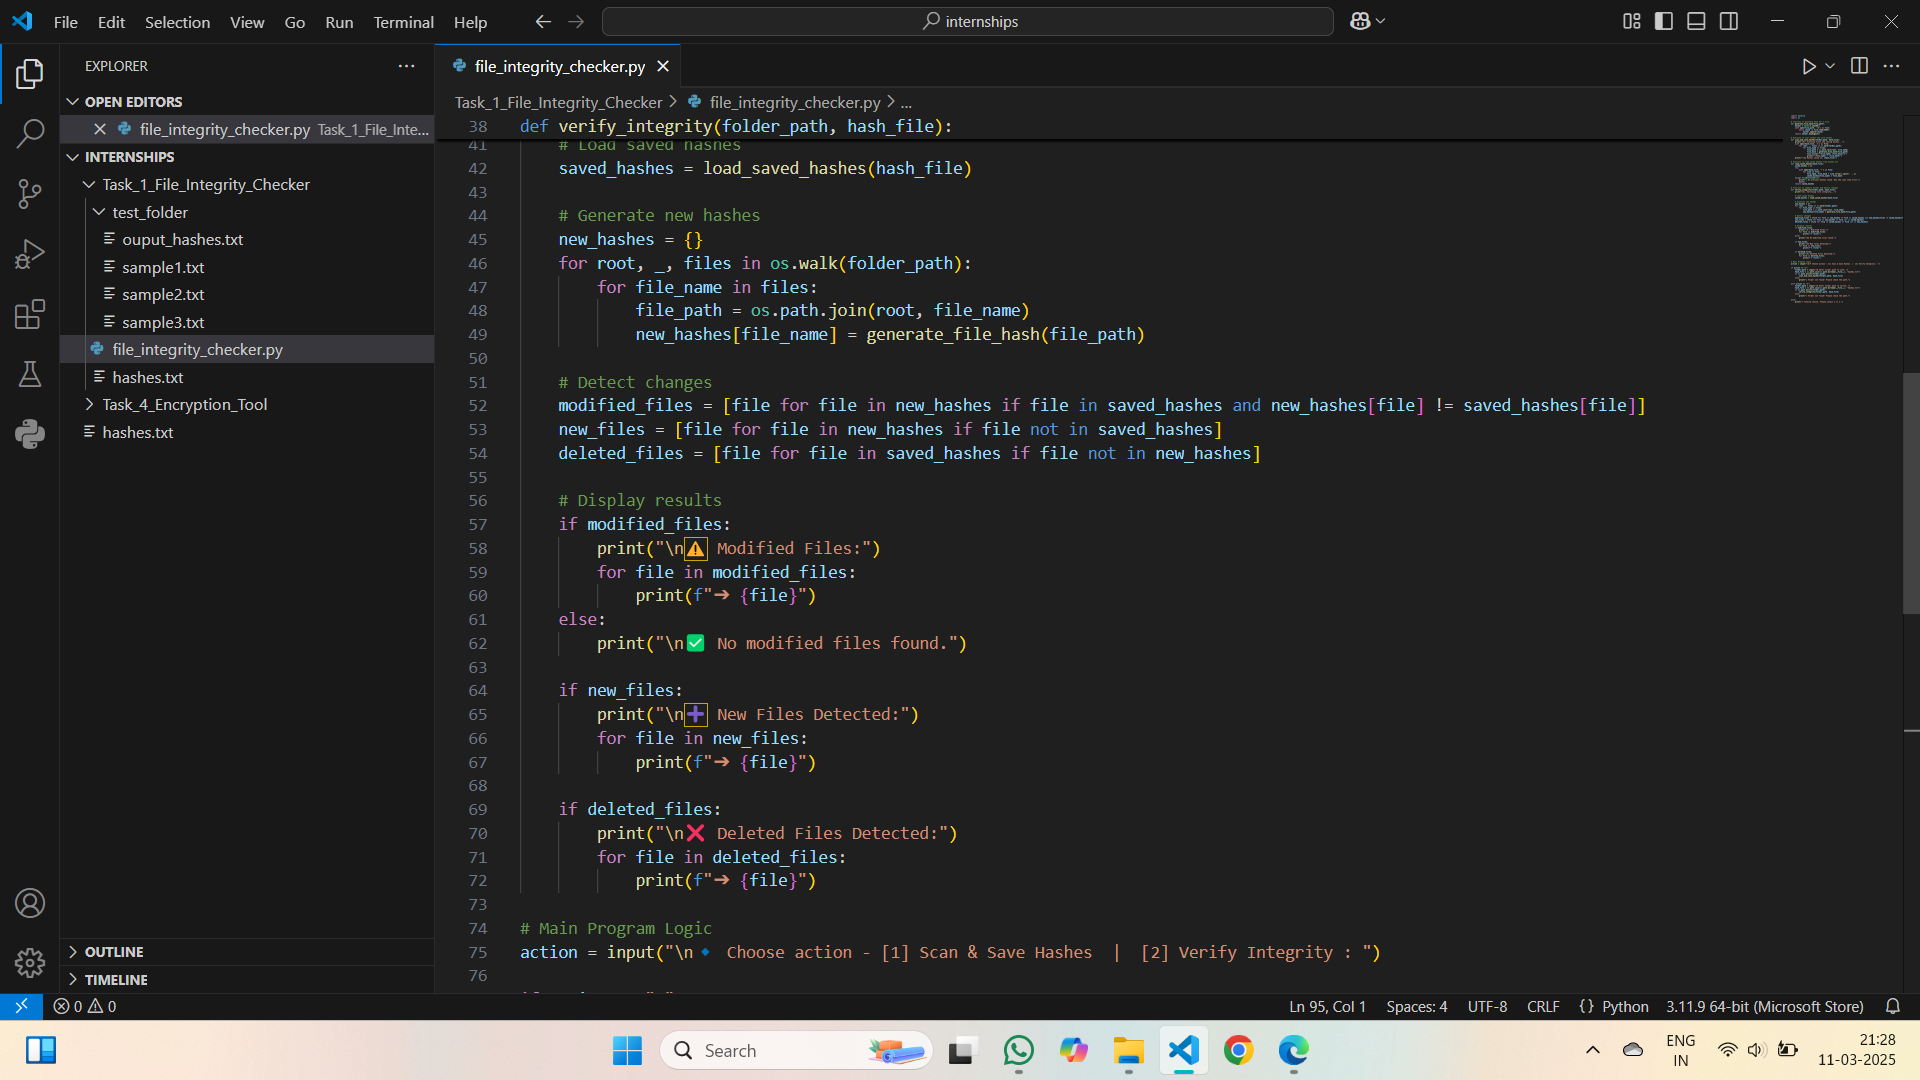 File Edit Selection View Go Run Terminal Help
internships
EXPLORER
OPEN EDITORS
file_integrity_checker.py Task_1_File_Inte...
INTERNSHIPS
Task_1_File_Integrity_Checker
test_folder
ouput_hashes.txt
sample1.txt
sample2.txt
sample3.txt
file_integrity_checker.py
hashes.txt
Task_4_Encryption_Tool
hashes.txt
OUTLINE
TIMELINE
file_integrity_checker.py
Task_1_File_Integrity_Checker > file_integrity_checker.py > ...
38 def verify_integrity(folder_path, hash_file):
41     # Load saved hashes
42     saved_hashes = load_saved_hashes(hash_file)
43
44     # Generate new hashes
45     new_hashes = {}
46     for root, _, files in os.walk(folder_path):
47         for file_name in files:
48             file_path = os.path.join(root, file_name)
49             new_hashes[file_name] = generate_file_hash(file_path)
50
51     # Detect changes
52     modified_files = [file for file in new_hashes if file in saved_hashes and new_hashes[file] != saved_hashes[file]]
53     new_files = [file for file in new_hashes if file not in saved_hashes]
54     deleted_files = [file for file in saved_hashes if file not in new_hashes]
55
56     # Display results
57     if modified_files:
58         print("\n⚠️ Modified Files:")
59         for file in modified_files:
60             print(f"➔ {file}")
61     else:
62         print("\n✅ No modified files found.")
63
64     if new_files:
65         print("\n➕ New Files Detected:")
66         for file in new_files:
67             print(f"➔ {file}")
68
69     if deleted_files:
70         print("\n❌ Deleted Files Detected:")
71         for file in deleted_files:
72             print(f"➔ {file}")
73
74 # Main Program Logic
75 action = input("\n🔹 Choose action - [1] Scan & Save Hashes  |  [2] Verify Integrity : ")
76
0 0
Ln 95, Col 1 Spaces: 4 UTF-8 CRLF {} Python 3.11.9 64-bit (Microsoft Store)
Search
ENG
IN
21:28
11-03-2025